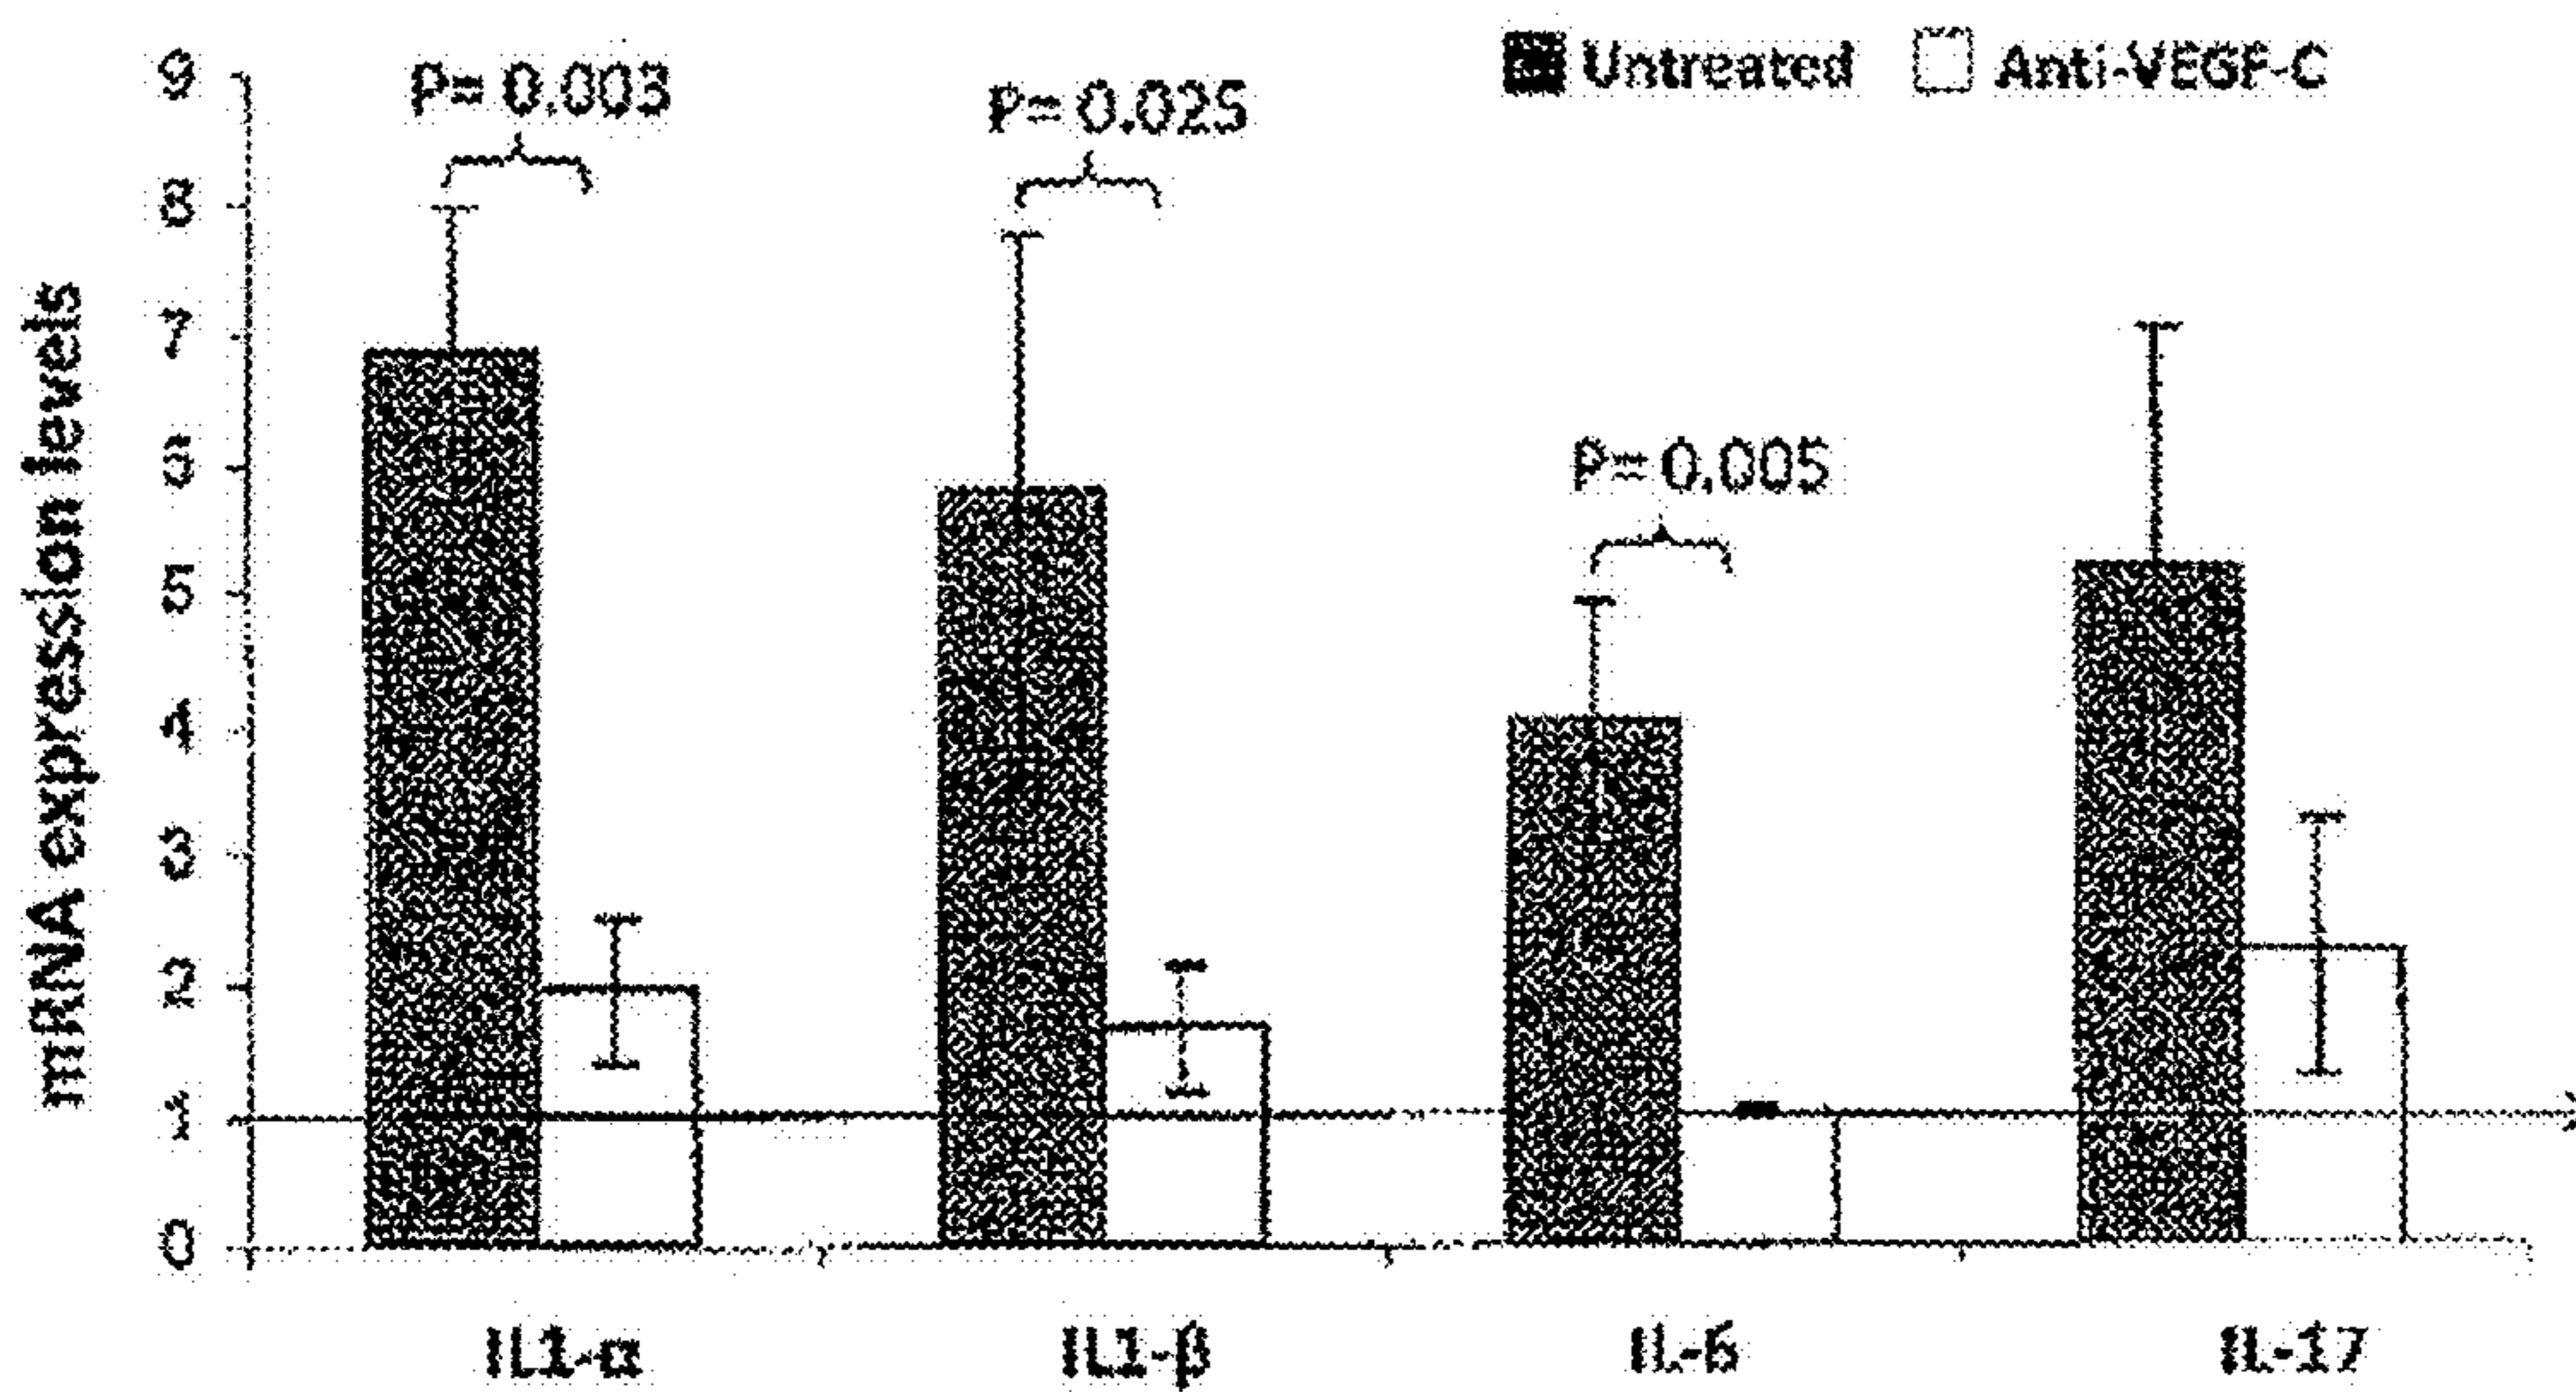 Untreated Anti-VEGF-C
P= 0.003
P= 0.025
P= 0.005
mRNA expression levels
9
8
7
6
5
4
3
2
1
0
IL1-α IL1-β IL-6 IL-17